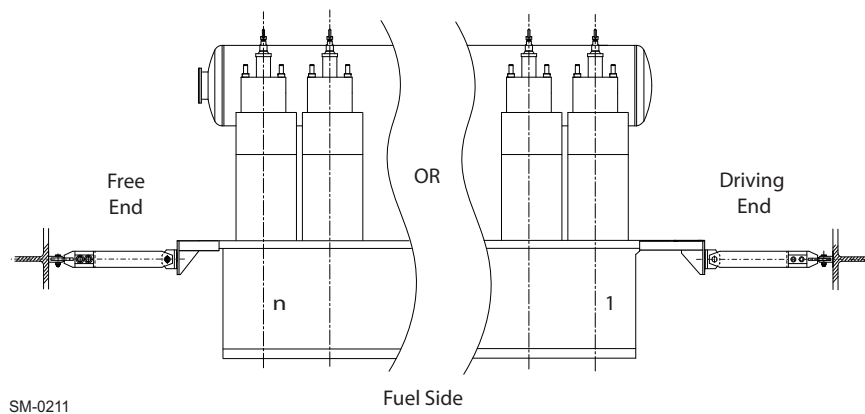 OR
Free
End
Driving
End
n
1
Fuel Side
SM-0211